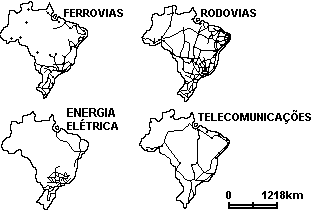 FERROVIAS
RODOVIAS
ENERGIA
ELÉTRICA
TELECOMUNICAÇÕES
0 1218km